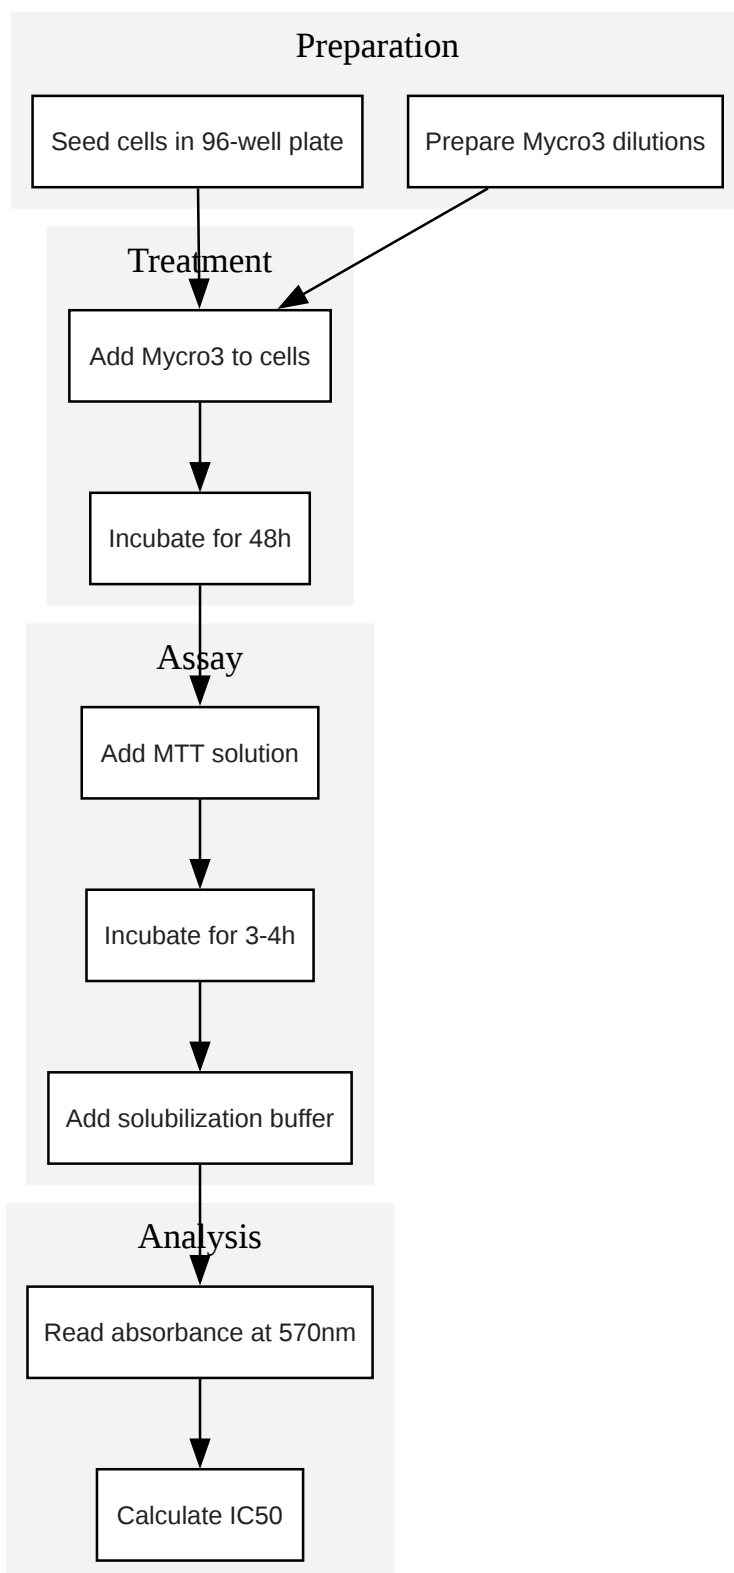 Preparation
Seed cells in 96-well plate
Prepare Mycro3 dilutions
Treatment
Add Mycro3 to cells
Incubate for 48h
Assay
Add MTT solution
Incubate for 3-4h
Add solubilization buffer
Analysis
Read absorbance at 570nm
Calculate IC50